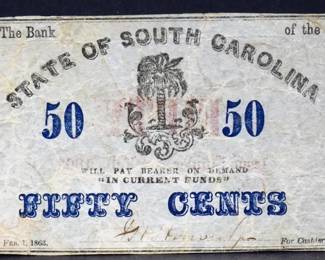 The Bank of the
STATE OF SOUTH CAROLINA
50 50
WILL PAY BEARER ON DEMAND
"IN CURRENT FUNDS"
FIFTY CENTS
FEB. 1, 1863. For Cashier